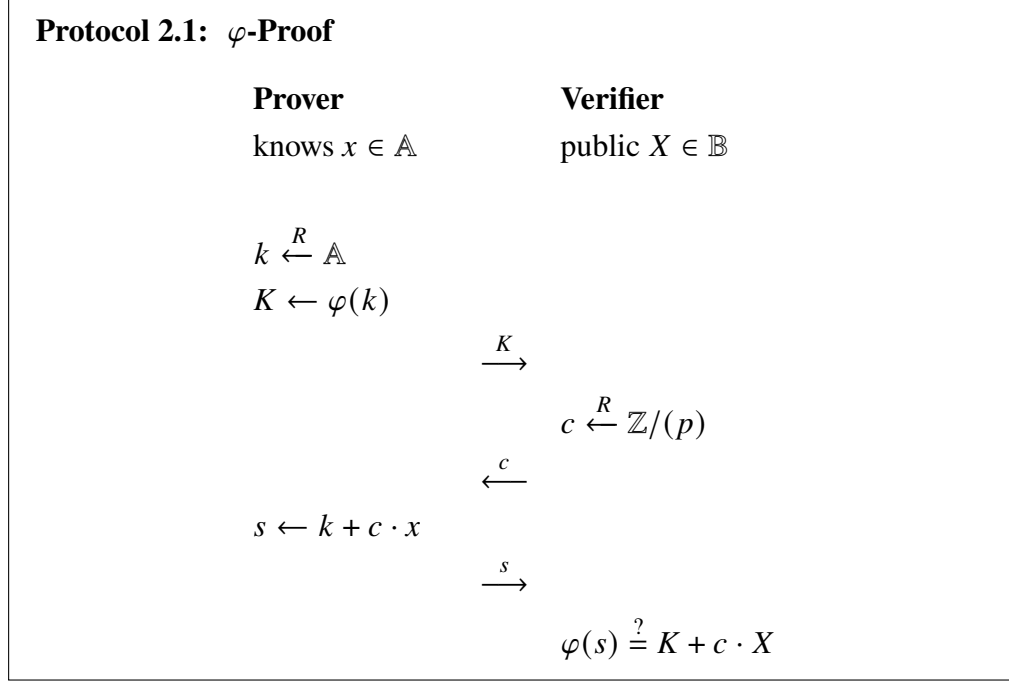 Protocol 2.1: φ-Proof
Prover Verifier
knows x ∈ 𝔸 public X ∈ 𝔹
k ←R 𝔸
K ← φ(k)
K
⟶
c ←R ℤ/(p)
c
⟵
s ← k + c · x
s
⟶
φ(s) ?= K + c · X